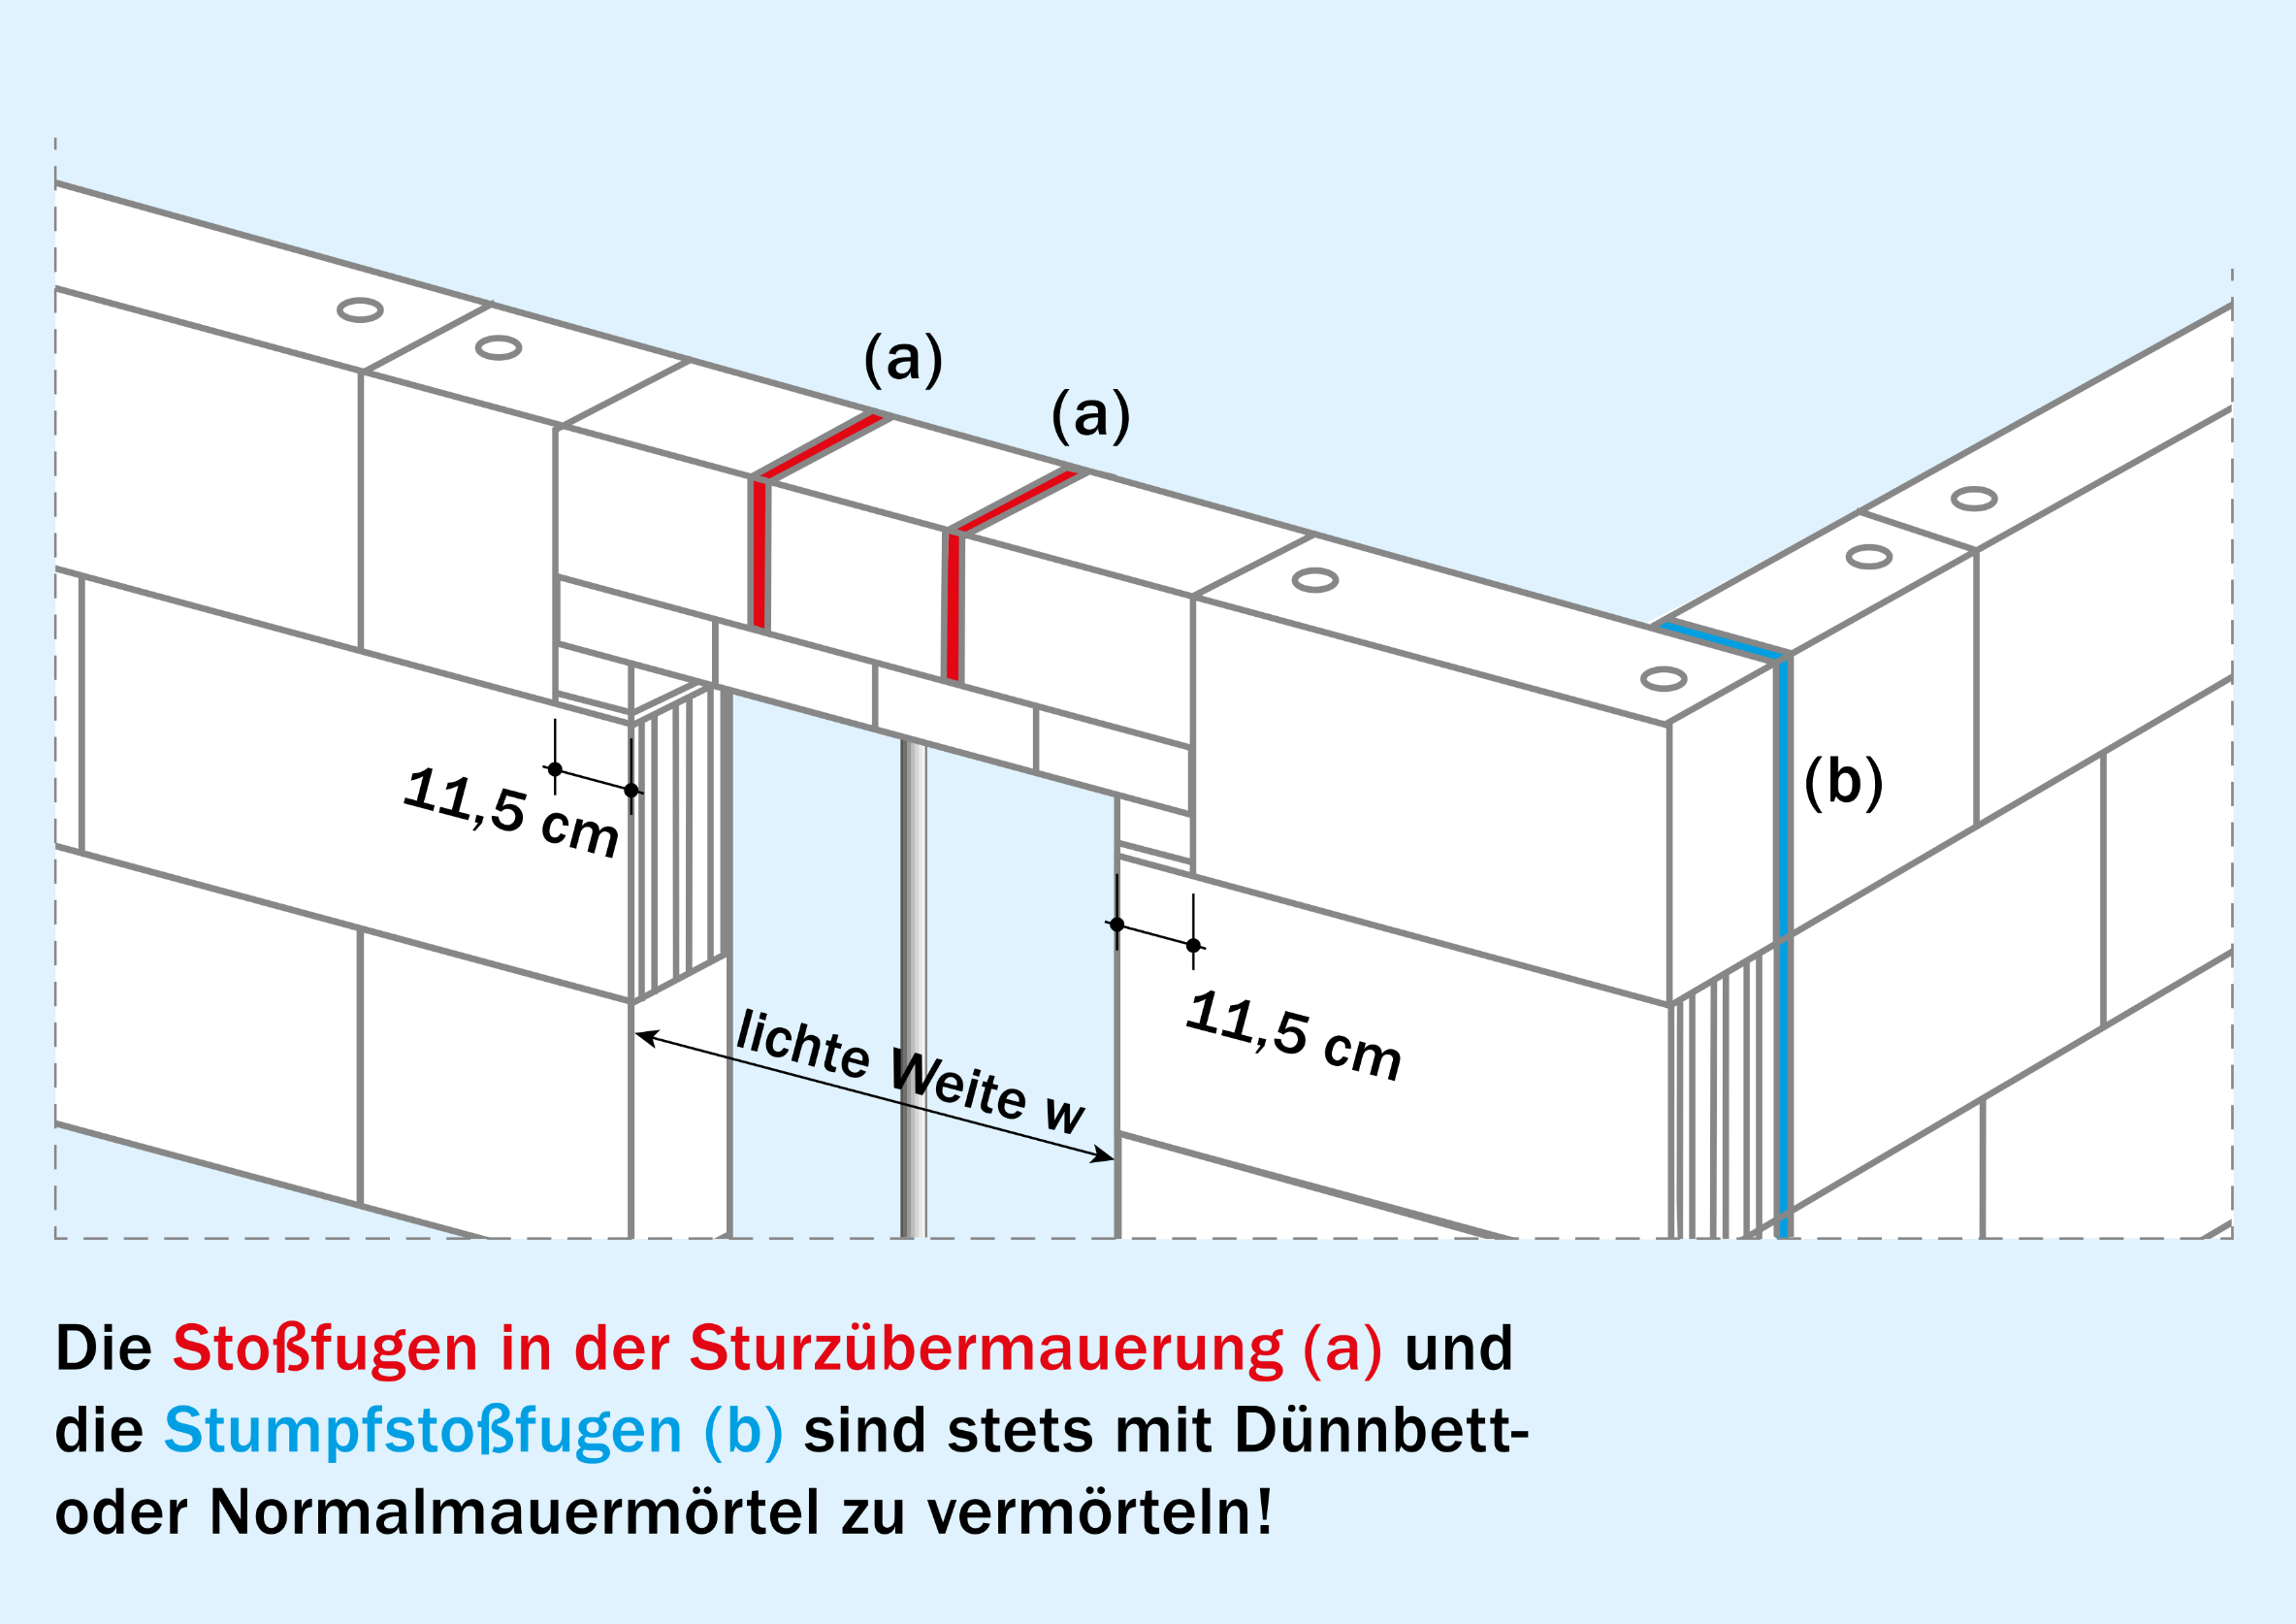 (a)
(a)
(b)
11,5 cm
11,5 cm
lichte Weite w
Die Stoßfugen in der Sturzübermauerung (a) und
die Stumpfstoßfugen (b) sind stets mit Dünnbett-
oder Normalmauermörtel zu vermörteln!